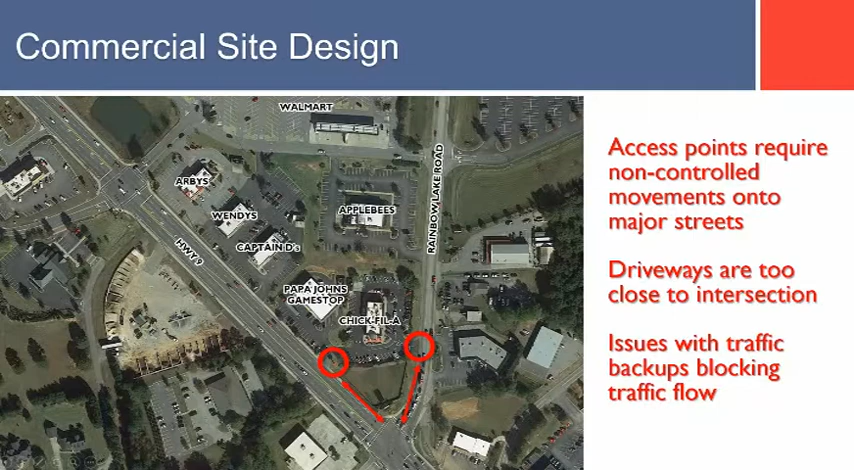 Commercial Site Design
WALMART
ARBYS
WENDYS
APPLEBEES
RAINBOW LAKE ROAD
CAPTAIN D's
HWY 9
PAPA JOHNS
GAMESTOP
CHICK-FIL-A
Access points require
non-controlled
movements onto
major streets
Driveways are too
close to intersection
Issues with traffic
backups blocking
traffic flow